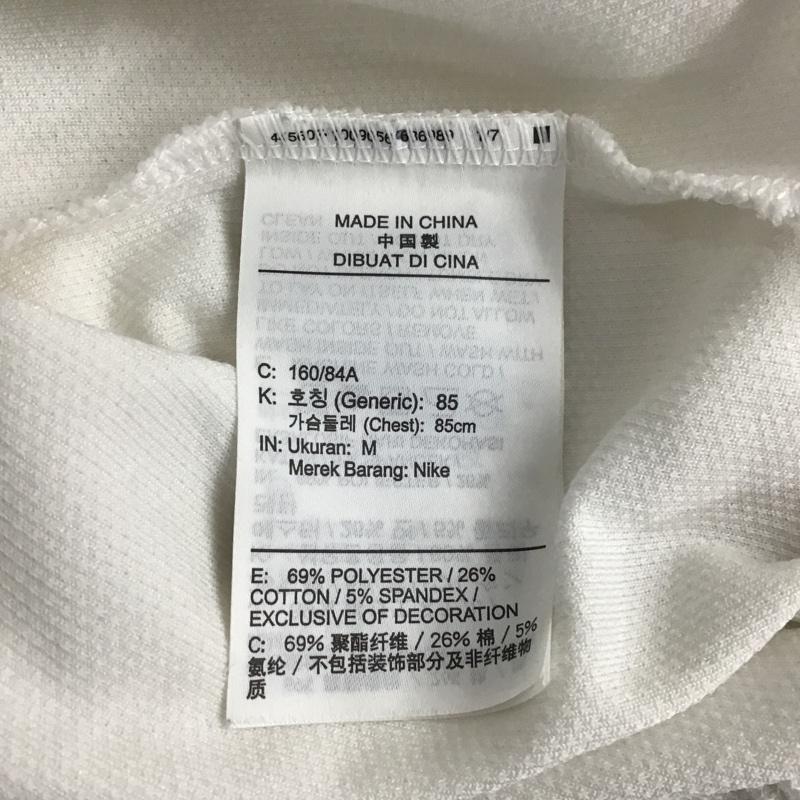 MADE IN CHINA
中国製
DIBUAT DI CINA
C: 160/84A
K: 호칭 (Generic): 85
가슴둘레 (Chest): 85cm
IN: Ukuran: M
Merek Barang: Nike
E: 69% POLYESTER / 26%
COTTON / 5% SPANDEX /
EXCLUSIVE OF DECORATION
C: 69% 聚酯纤维 / 26% 棉 / 5%
氨纶 / 不包括装饰部分及非纤维物
质